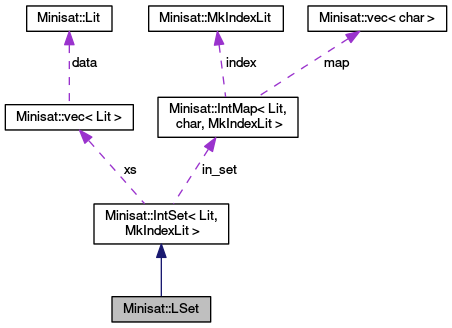 Minisat::Lit
Minisat::MkIndexLit
Minisat::vec< char >
data
index
map
Minisat::vec< Lit >
Minisat::IntMap< Lit,
char, MkIndexLit >
xs
in_set
Minisat::IntSet< Lit,
MkIndexLit >
Minisat::LSet